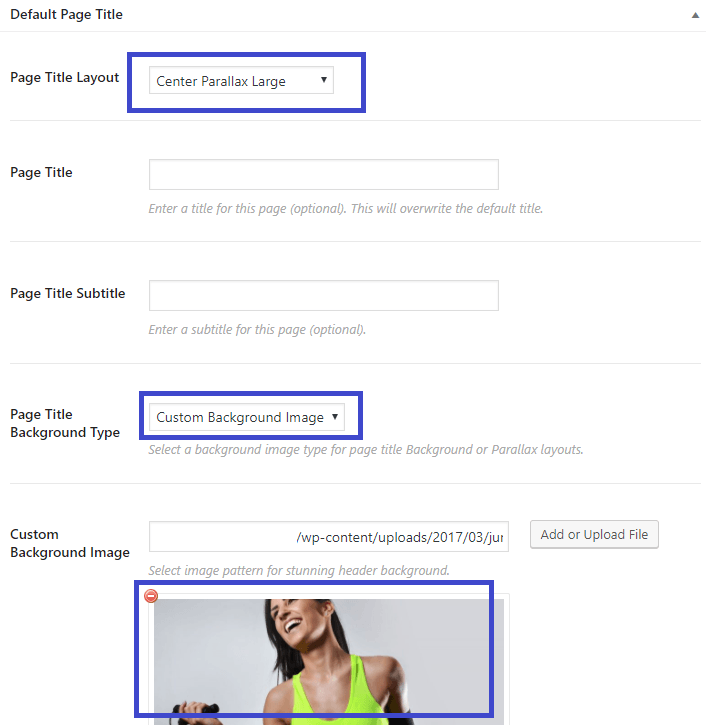 Default Page Title
Page Title Layout
Center Parallax Large
Page Title
Enter a title for this page (optional). This will overwrite the default title.
Page Title Subtitle
Enter a subtitle for this page (optional).
Page Title
Background Type
Custom Background Image
Select a background image type for page title Background or Parallax layouts.
Custom
Background Image
/wp-content/uploads/2017/03/jur
Add or Upload File
Select image pattern for stunning header background.